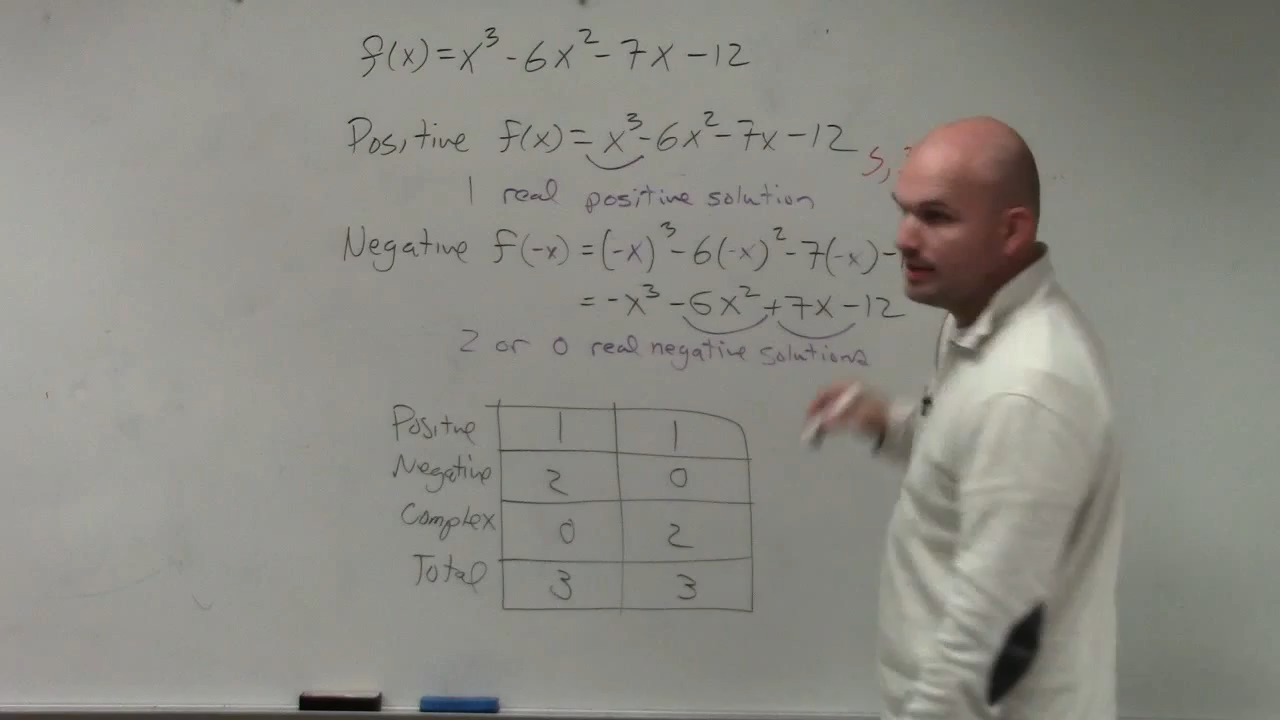 f(x)=x³-6x²-7x-12
Positive f(x)=x³-6x²-7x-12
1 real positive solution
Negative f(-x)=(-x)³-6(-x)²-7(-x)-
=-x³-6x²+7x-12
2 or 0 real negative solutions
Positive 1 1
Negative 2 0
Complex 0 2
Total 3 3